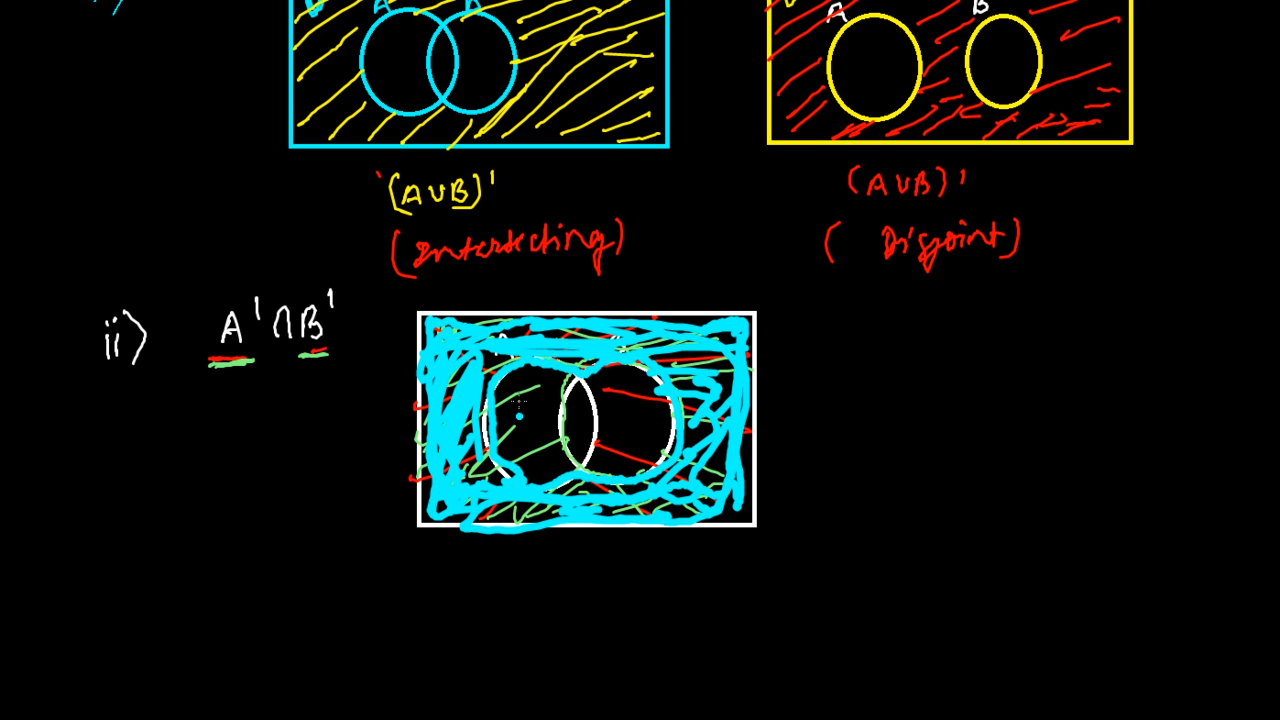 A B
(A∪B)'
(Intersecting)
A B
(A∪B)'
(Disjoint)
ii) A'∩B'